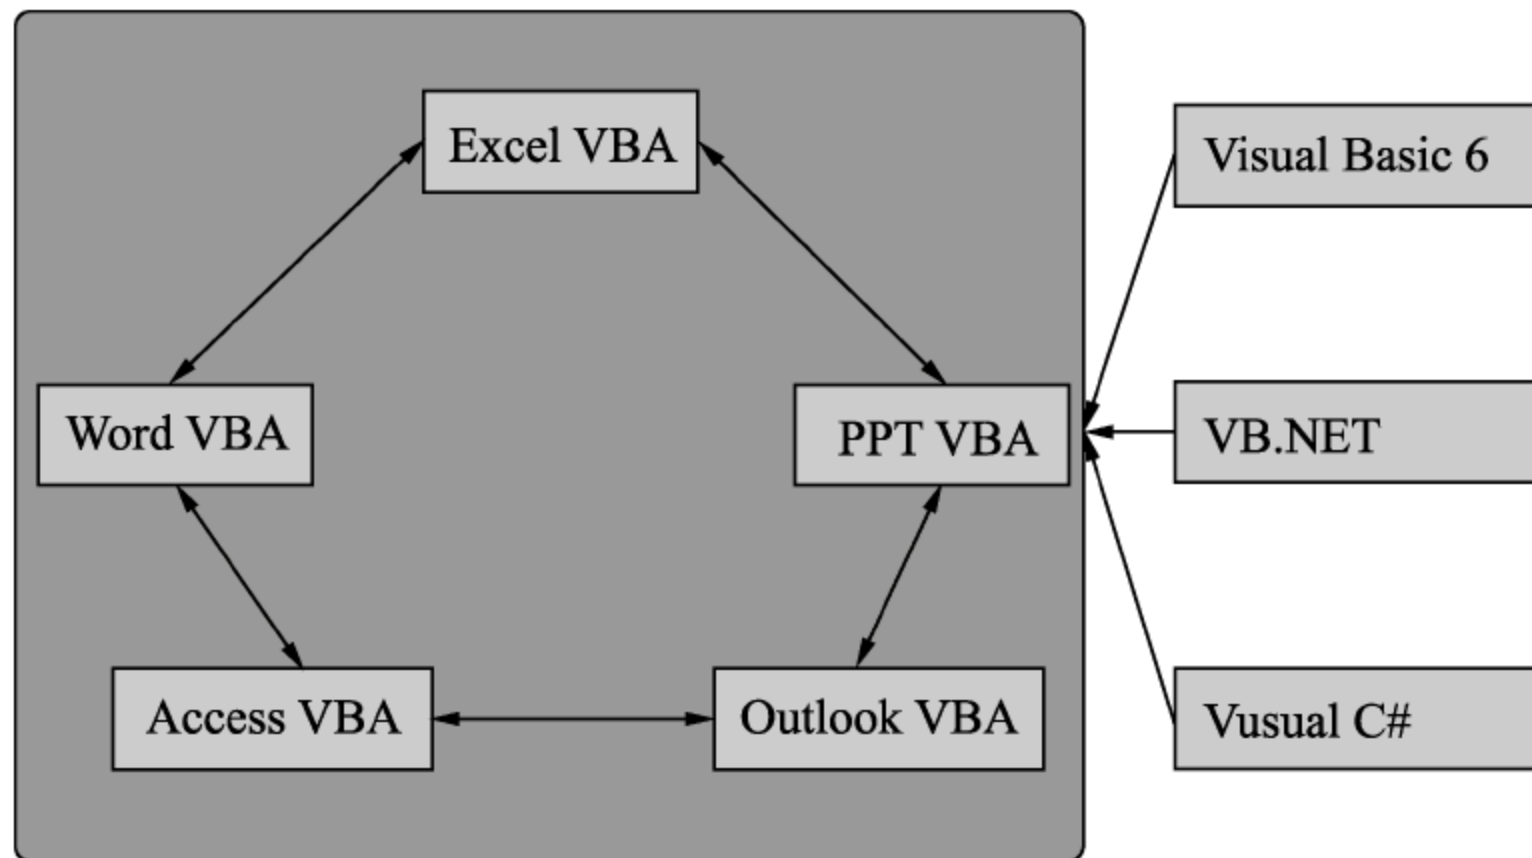 Excel VBA
Visual Basic 6
Word VBA
PPT VBA
VB.NET
Access VBA
Outlook VBA
Vusual C#